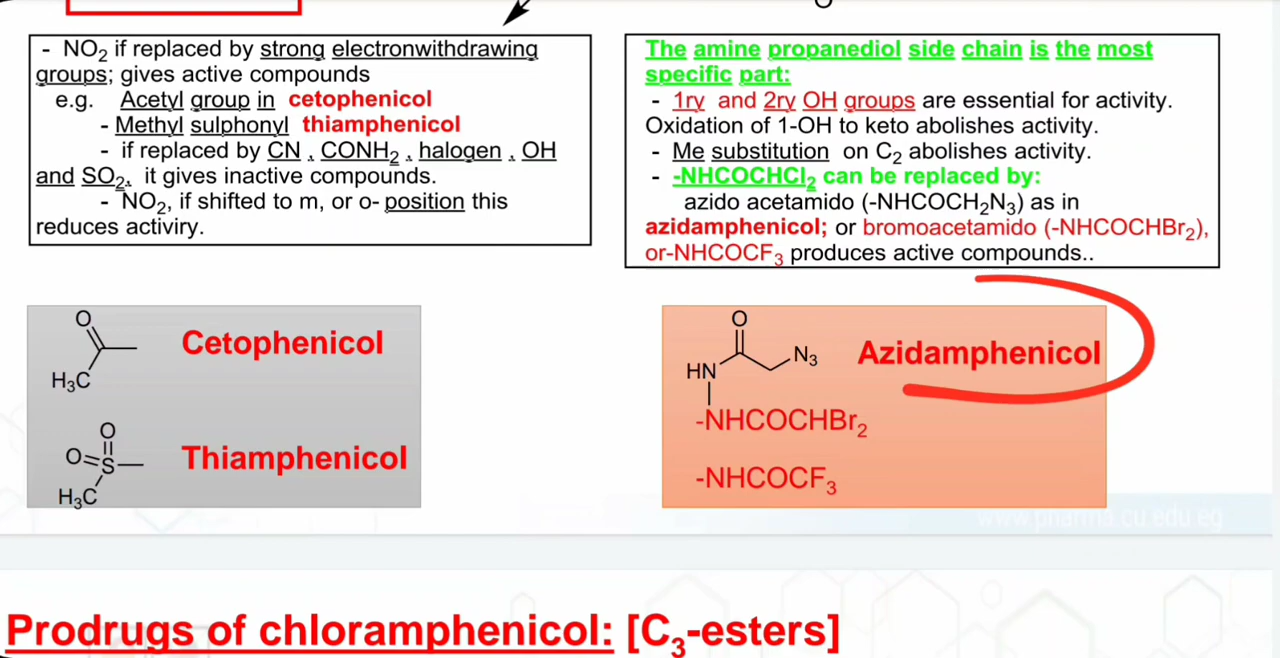 - NO2 if replaced by strong electronwithdrawing
groups; gives active compounds
e.g. Acetyl group in cetophenicol
- Methyl sulphonyl thiamphenicol
- if replaced by CN , CONH2 , halogen , OH
and SO2, it gives inactive compounds.
- NO2, if shifted to m, or o- position this
reduces activiry.
The amine propanediol side chain is the most
specific part:
- 1ry and 2ry OH groups are essential for activity.
Oxidation of 1-OH to keto abolishes activity.
- Me substitution on C2 abolishes activity.
- -NHCOCHCl2 can be replaced by:
azido acetamido (-NHCOCH2N3) as in
azidamphenicol; or bromoacetamido (-NHCOCHBr2),
or-NHCOCF3 produces active compounds..
O
H3C
Cetophenicol
O
O=S
H3C
Thiamphenicol
O
HN
N3
Azidamphenicol
-NHCOCHBr2
-NHCOCF3
www.pharma.cu.edu.eg
Prodrugs of chloramphenicol: [C3-esters]